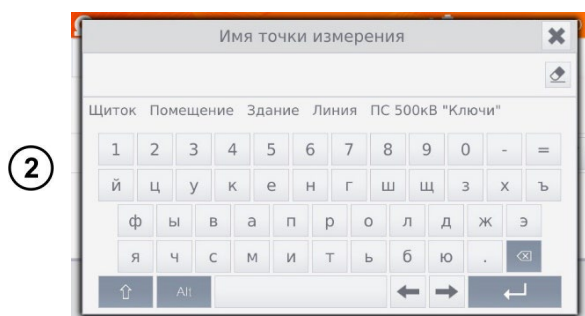 Имя точки измерения
Щиток Помещение Здание Линия ПС 500кВ "Ключи"
2
1 2 3 4 5 6 7 8 9 0 - =
й ц у к е н г ш щ з х ъ
ф ы в а п р о л д ж э
я ч с м и т ь б ю .
Alt